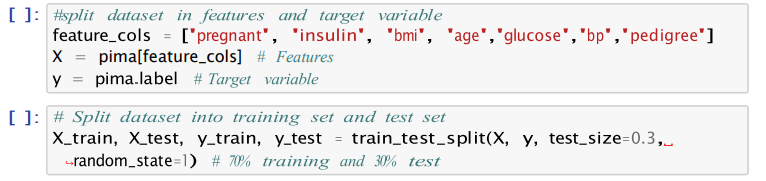 [ ]: #split dataset in features and target variable
feature_cols = ['pregnant', 'insulin', 'bmi', 'age','glucose','bp','pedigree']
X = pima[feature_cols] # Features
y = pima.label # Target variable
[ ]: # Split dataset into training set and test set
X_train, X_test, y_train, y_test = train_test_split(X, y, test_size=0.3,␣
↪random_state=1) # 70% training and 30% test